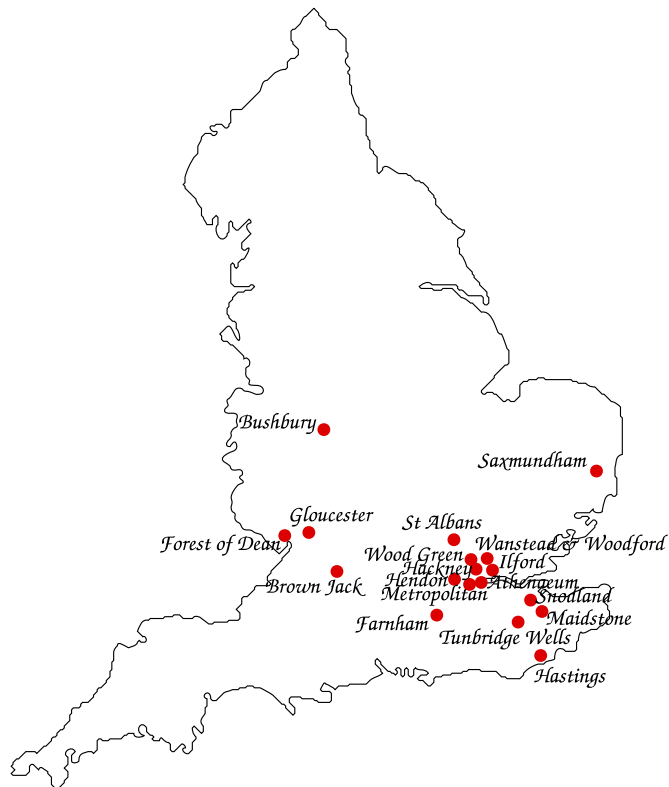 Bushbury
Saxmundham
Gloucester
St Albans
Forest of Dean
Wanstead & Woodford
Wood Green
Ilford
Hackney
Hendon
Athenaeum
Brown Jack
Metropolitan
Snodland
Maidstone
Farnham
Tunbridge Wells
Hastings